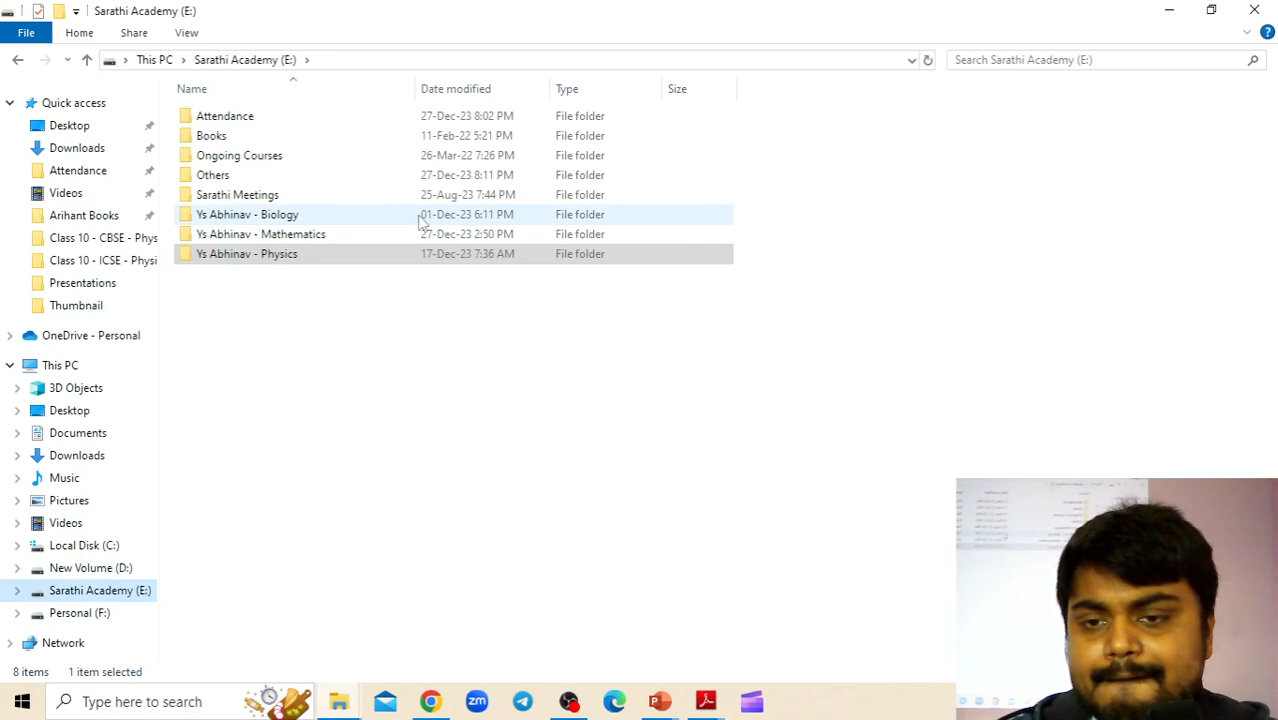 Sarathi Academy (E:)
File Home Share View
This PC Sarathi Academy (E:) Search Sarathi Academy (E:)
Name Date modified Type Size
Quick access
Desktop
Downloads
Attendance
Videos
Arihant Books
Class 10 - CBSE - Phys
Class 10 - ICSE - Physi
Presentations
Thumbnail
OneDrive - Personal
This PC
3D Objects
Desktop
Documents
Downloads
Music
Pictures
Videos
Local Disk (C:)
New Volume (D:)
Sarathi Academy (E:)
Personal (F:)
Network
Attendance 27-Dec-23 8:02 PM File folder
Books 11-Feb-22 5:21 PM File folder
Ongoing Courses 26-Mar-22 7:26 PM File folder
Others 27-Dec-23 8:11 PM File folder
Sarathi Meetings 25-Aug-23 7:44 PM File folder
Ys Abhinav - Biology 01-Dec-23 6:11 PM File folder
Ys Abhinav - Mathematics 27-Dec-23 2:50 PM File folder
Ys Abhinav - Physics 17-Dec-23 7:36 AM File folder
8 items 1 item selected
Type here to search
zm